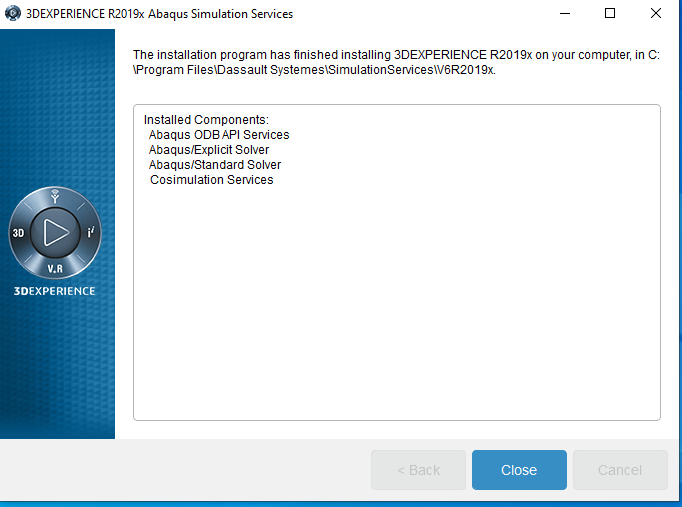 3DEXPERIENCE R2019x Abaqus Simulation Services
The installation program has finished installing 3DEXPERIENCE R2019x on your computer, in C:
\Program Files\Dassault Systemes\SimulationServices\V6R2019x.
Installed Components:
Abaqus ODB API Services
Abaqus/Explicit Solver
Abaqus/Standard Solver
Cosimulation Services
3D
i²
V.R
3DEXPERIENCE
< Back
Close
Cancel